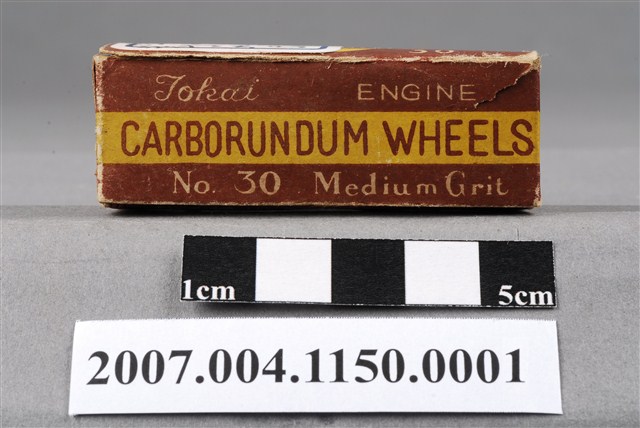 Tokai ENGINE
CARBORUNDUM WHEELS
No. 30 Medium Grit
1cm 5cm
2007.004.1150.0001